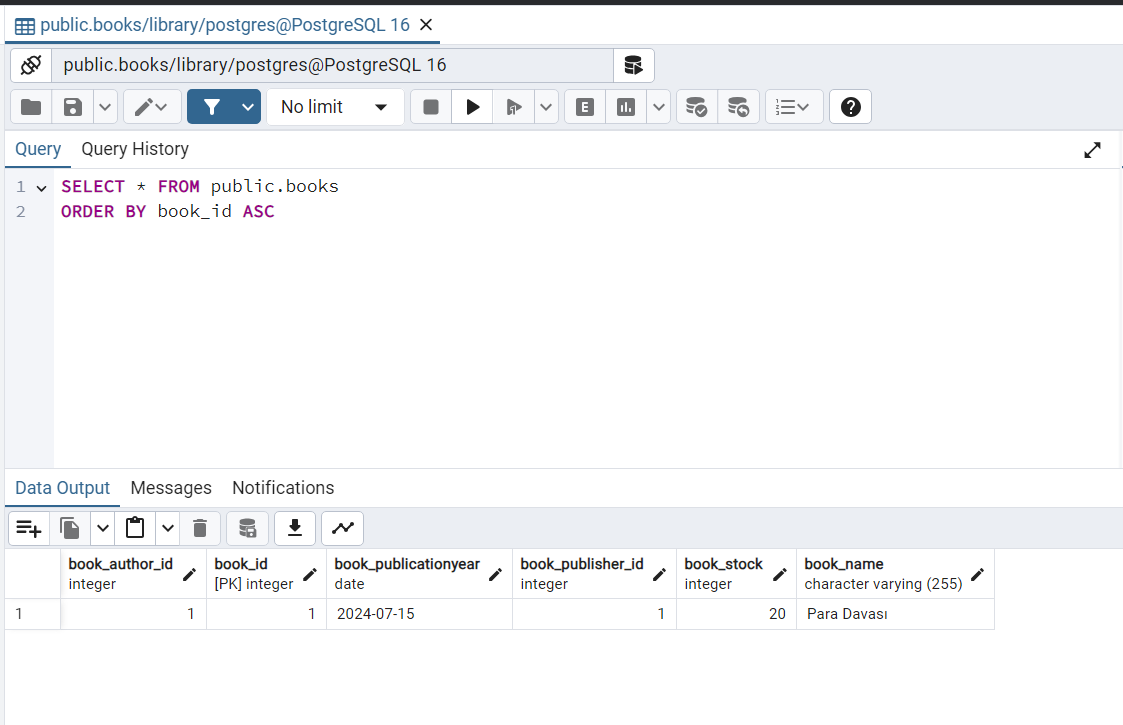 public.books/library/postgres@PostgreSQL 16
public.books/library/postgres@PostgreSQL 16
No limit
E
Query Query History
1 SELECT * FROM public.books
2 ORDER BY book_id ASC
Data Output Messages Notifications
book_author_id book_id book_publicationyear book_publisher_id book_stock book_name
integer [PK] integer date integer integer character varying (255)
1 1 1 2024-07-15 1 20 Para Davası